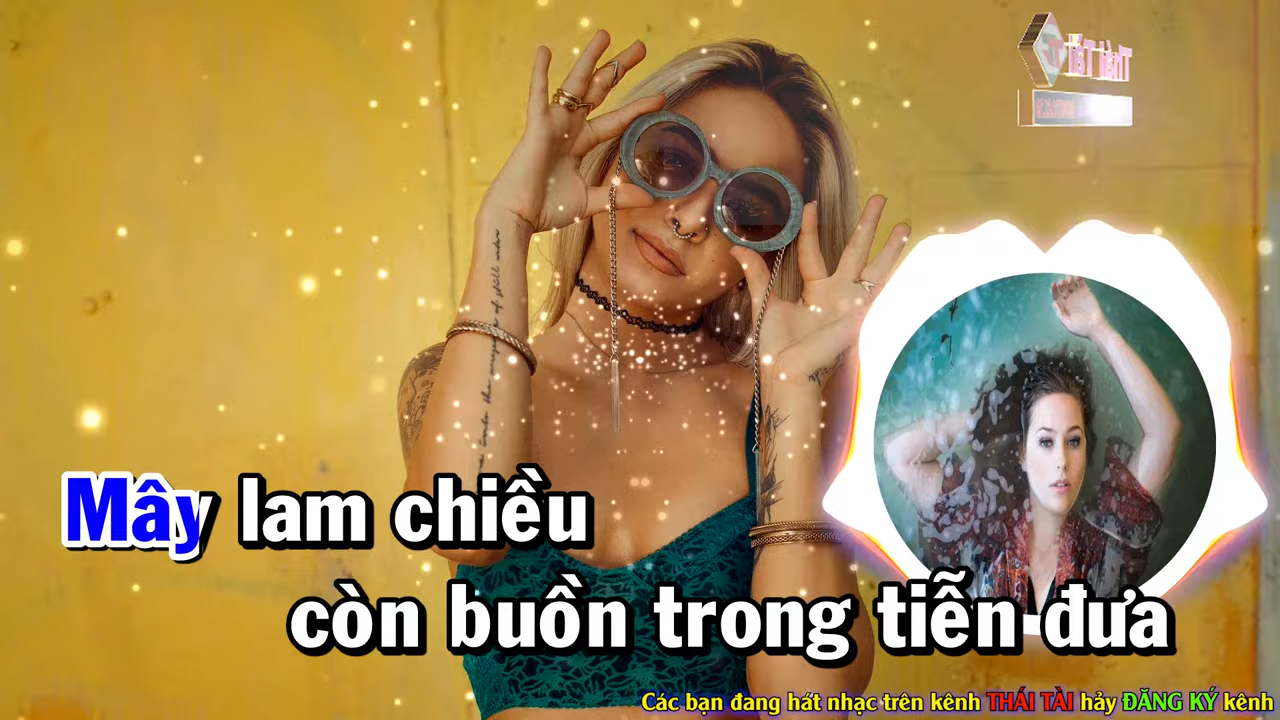 Mây lam chiều
còn buồn trong tiễn đưa
Các bạn đang hát nhạc trên kênh THÁI TÀI hảy ĐĂNG KÝ kênh